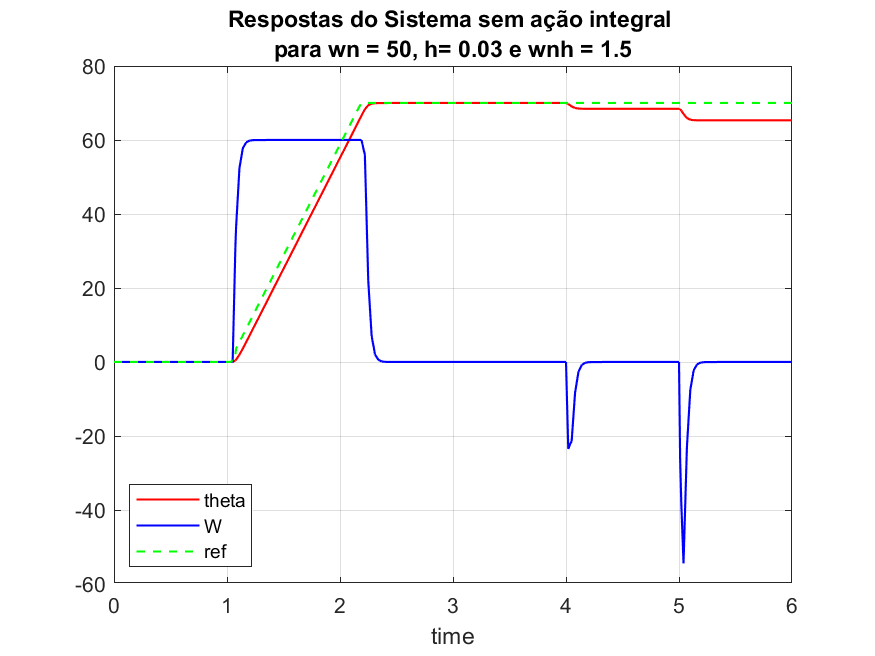 Respostas do Sistema sem ação integral
para wn = 50, h= 0.03 e wnh = 1.5
80
60
40
20
0
-20
-40
-60
theta
W
ref
0 1 2 3 4 5 6
time